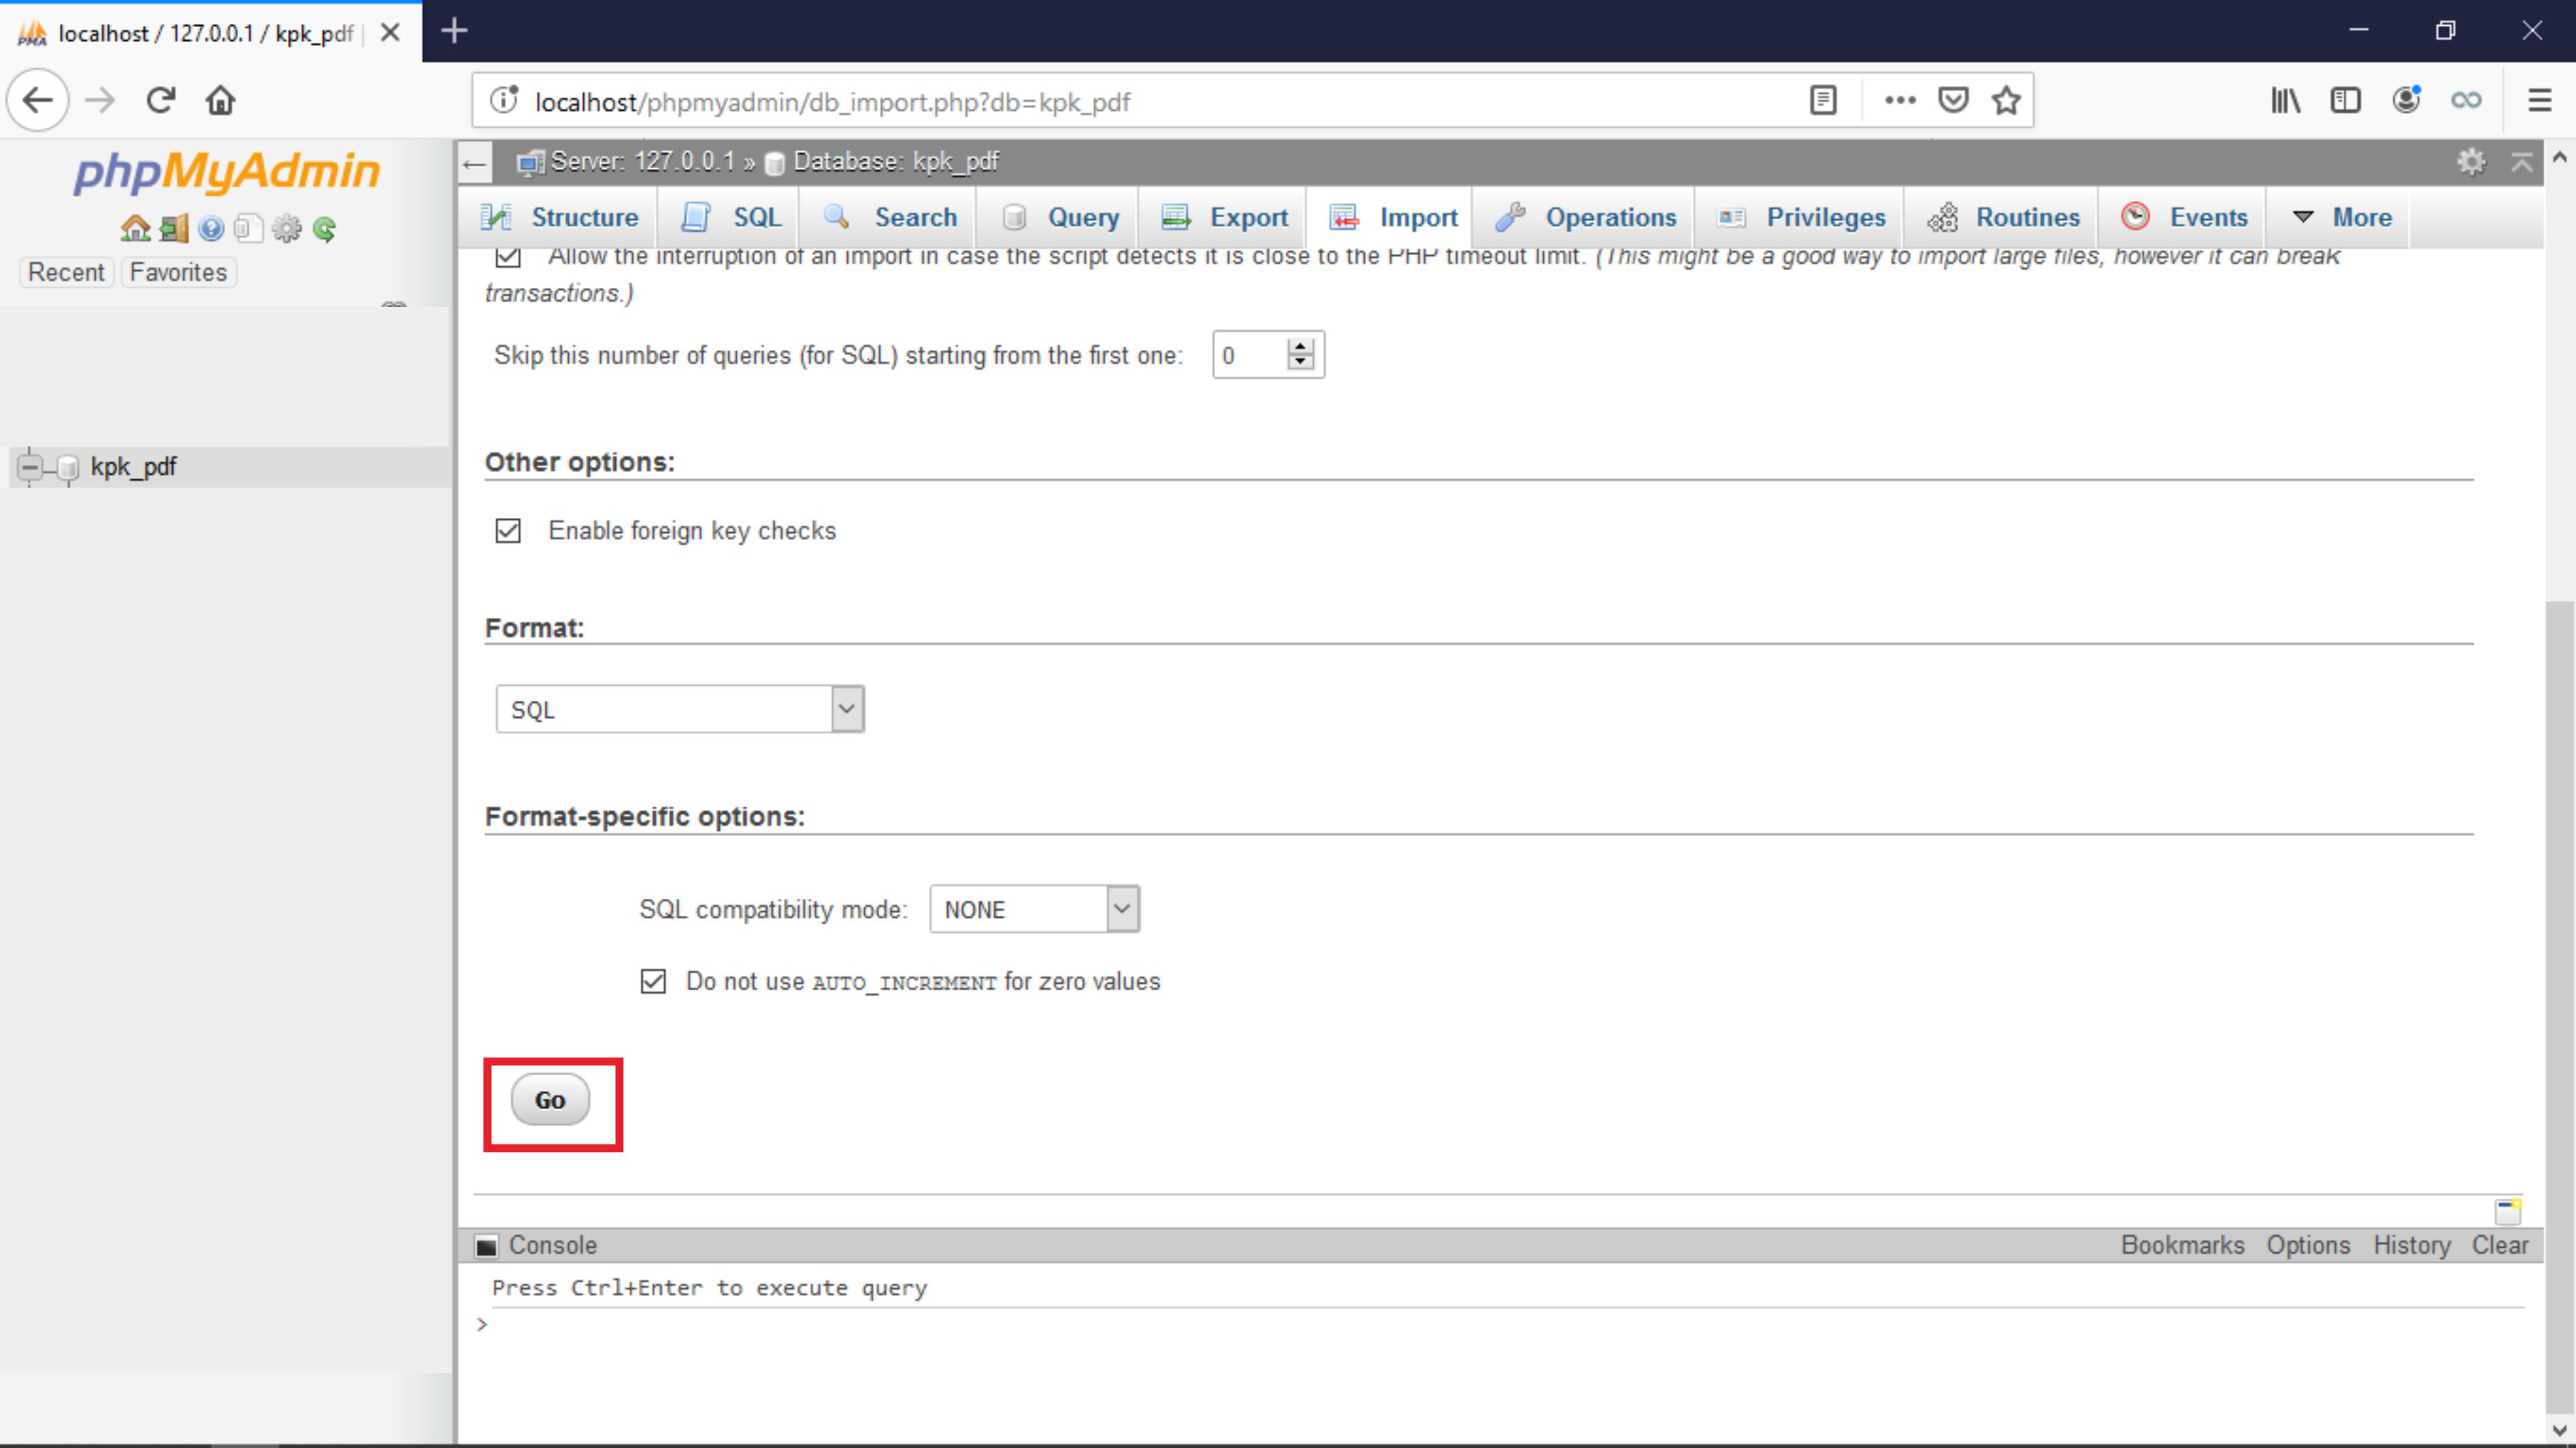 localhost / 127.0.0.1 / kpk_pdf |
localhost/phpmyadmin/db_import.php?db=kpk_pdf
phpMyAdmin
Recent Favorites
kpk_pdf
Server: 127.0.0.1 » Database: kpk_pdf
Structure SQL Search Query Export Import Operations Privileges Routines Events More
Allow the interruption of an import in case the script detects it is close to the PHP timeout limit. (This might be a good way to import large files, however it can break
transactions.)
Skip this number of queries (for SQL) starting from the first one: 0
Other options:
Enable foreign key checks
Format:
SQL
Format-specific options:
SQL compatibility mode: NONE
Do not use AUTO_INCREMENT for zero values
Go
Console Bookmarks Options History Clear
Press Ctrl+Enter to execute query
>